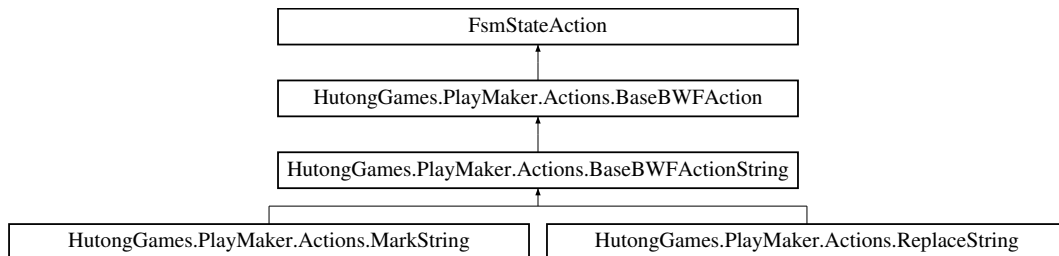 FsmStateAction
HutongGames.PlayMaker.Actions.BaseBWFAction
HutongGames.PlayMaker.Actions.BaseBWFActionString
HutongGames.PlayMaker.Actions.MarkString
HutongGames.PlayMaker.Actions.ReplaceString